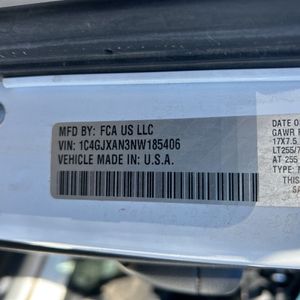 MFD BY: FCA US LLC
VIN: 1C4GJXAN3NW185406
VEHICLE MADE IN: U.S.A.
DATE O
GAWR
17X7.5
LT255/7
AT 255
TYPE:
THIS
SA